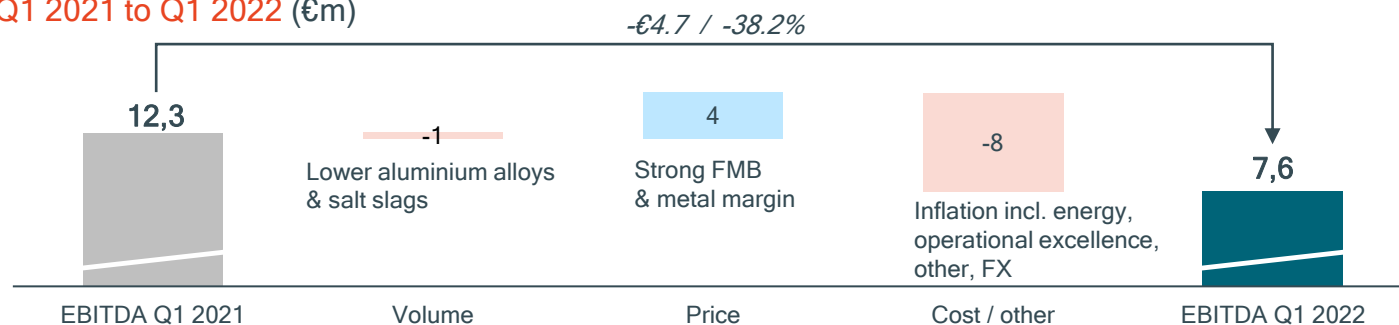 Q1 2021 to Q1 2022 (€m)
-€4.7 / -38.2%
12,3
-1
Lower aluminium alloys
& salt slags
4
Strong FMB
& metal margin
-8
Inflation incl. energy,
operational excellence,
other, FX
7,6
EBITDA Q1 2021
Volume
Price
Cost / other
EBITDA Q1 2022